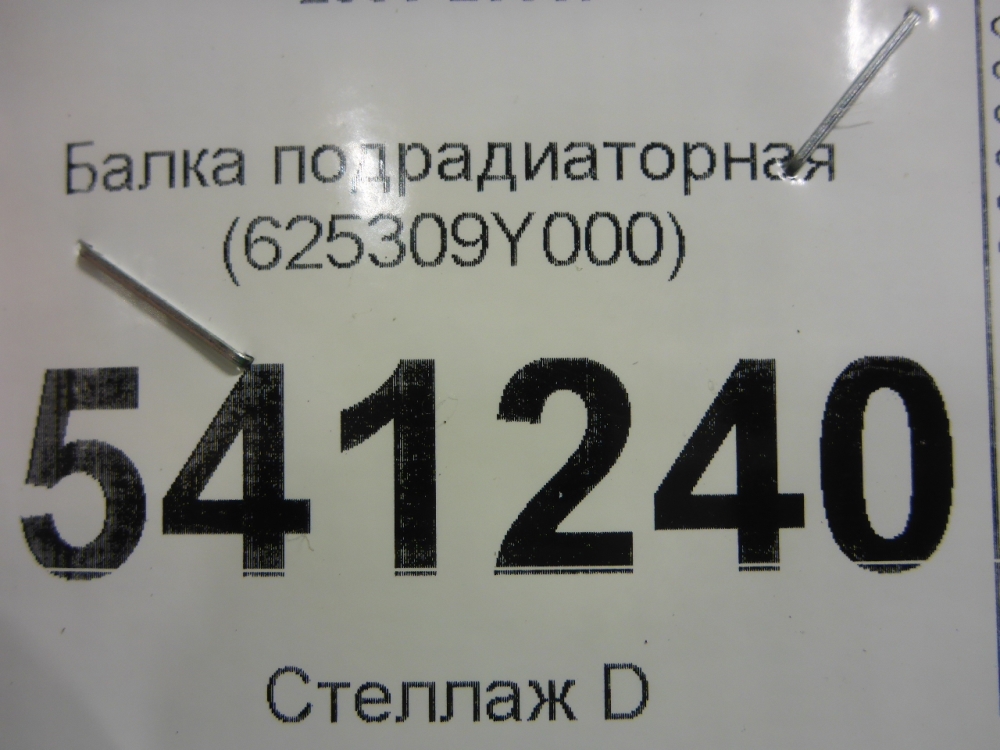 Балка подрадиаторная
(625309Y000)
541240
Стеллаж D